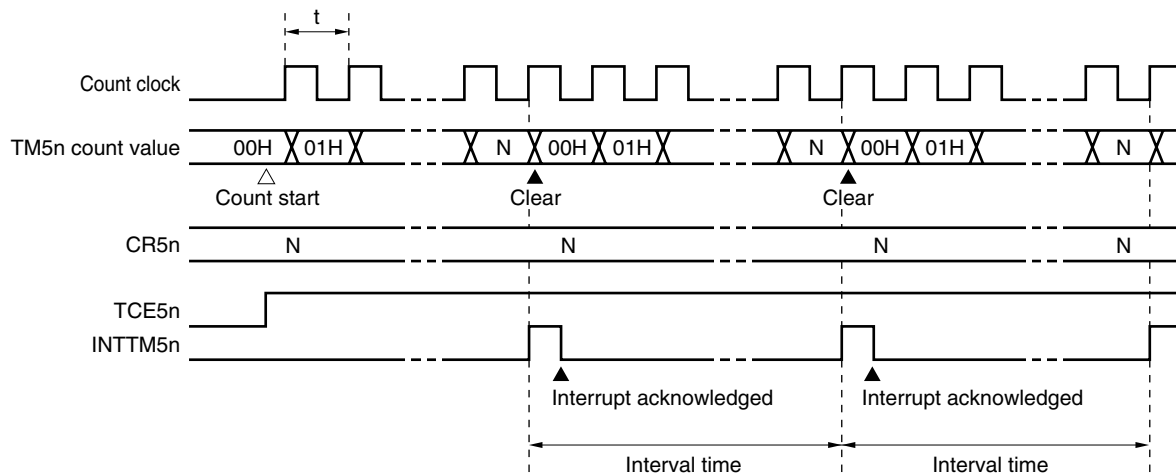 t
Count clock
TM5n count value 00H 01H N 00H 01H N 00H 01H N
Count start Clear Clear
CR5n N N N N
TCE5n
INTTM5n
Interrupt acknowledged Interrupt acknowledged
Interval time Interval time